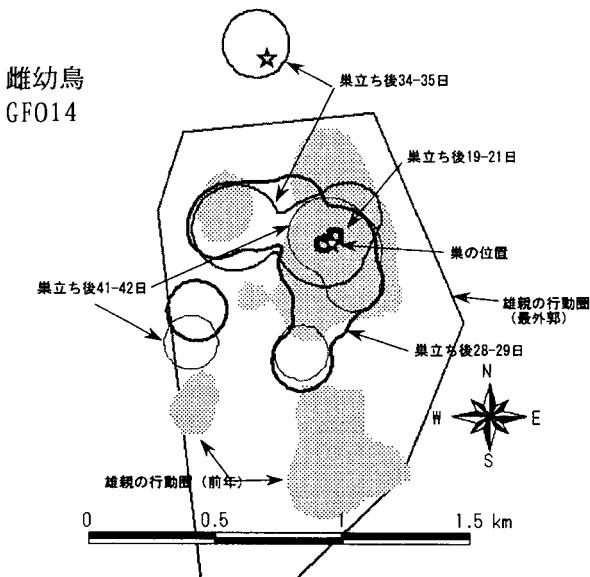 雌幼鳥
GF014
巣立ち後34-35日
巣立ち後19-21日
巣の位置
巣立ち後41-42日
雄親の行動圏
(最外郭)
巣立ち後28-29日
N
W
E
S
雄親の行動圏 (前年)
0
0.5
1
1.5 km